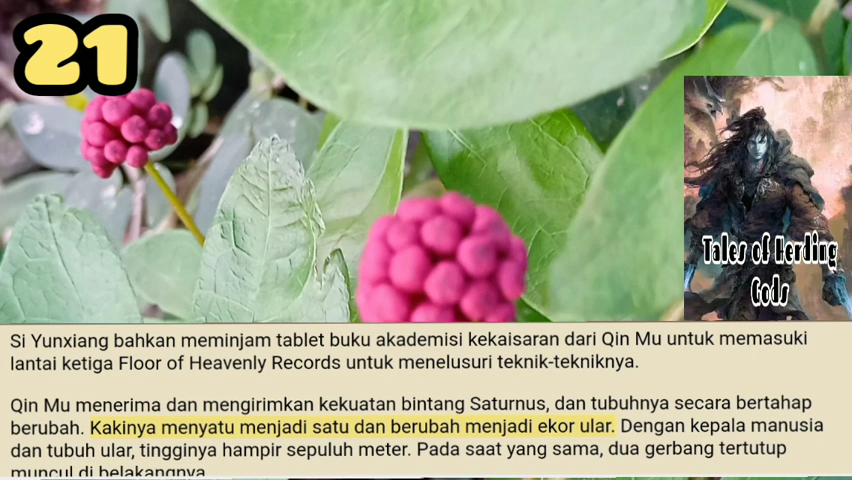 21
Tales of Herding
Gods
Si Yunxiang bahkan meminjam tablet buku akademisi kekaisaran dari Qin Mu untuk memasuki
lantai ketiga Floor of Heavenly Records untuk menelusuri teknik-tekniknya.
Qin Mu menerima dan mengirimkan kekuatan bintang Saturnus, dan tubuhnya secara bertahap
berubah. Kakinya menyatu menjadi satu dan berubah menjadi ekor ular. Dengan kepala manusia
dan tubuh ular, tingginya hampir sepuluh meter. Pada saat yang sama, dua gerbang tertutup
muncul di belakangnya